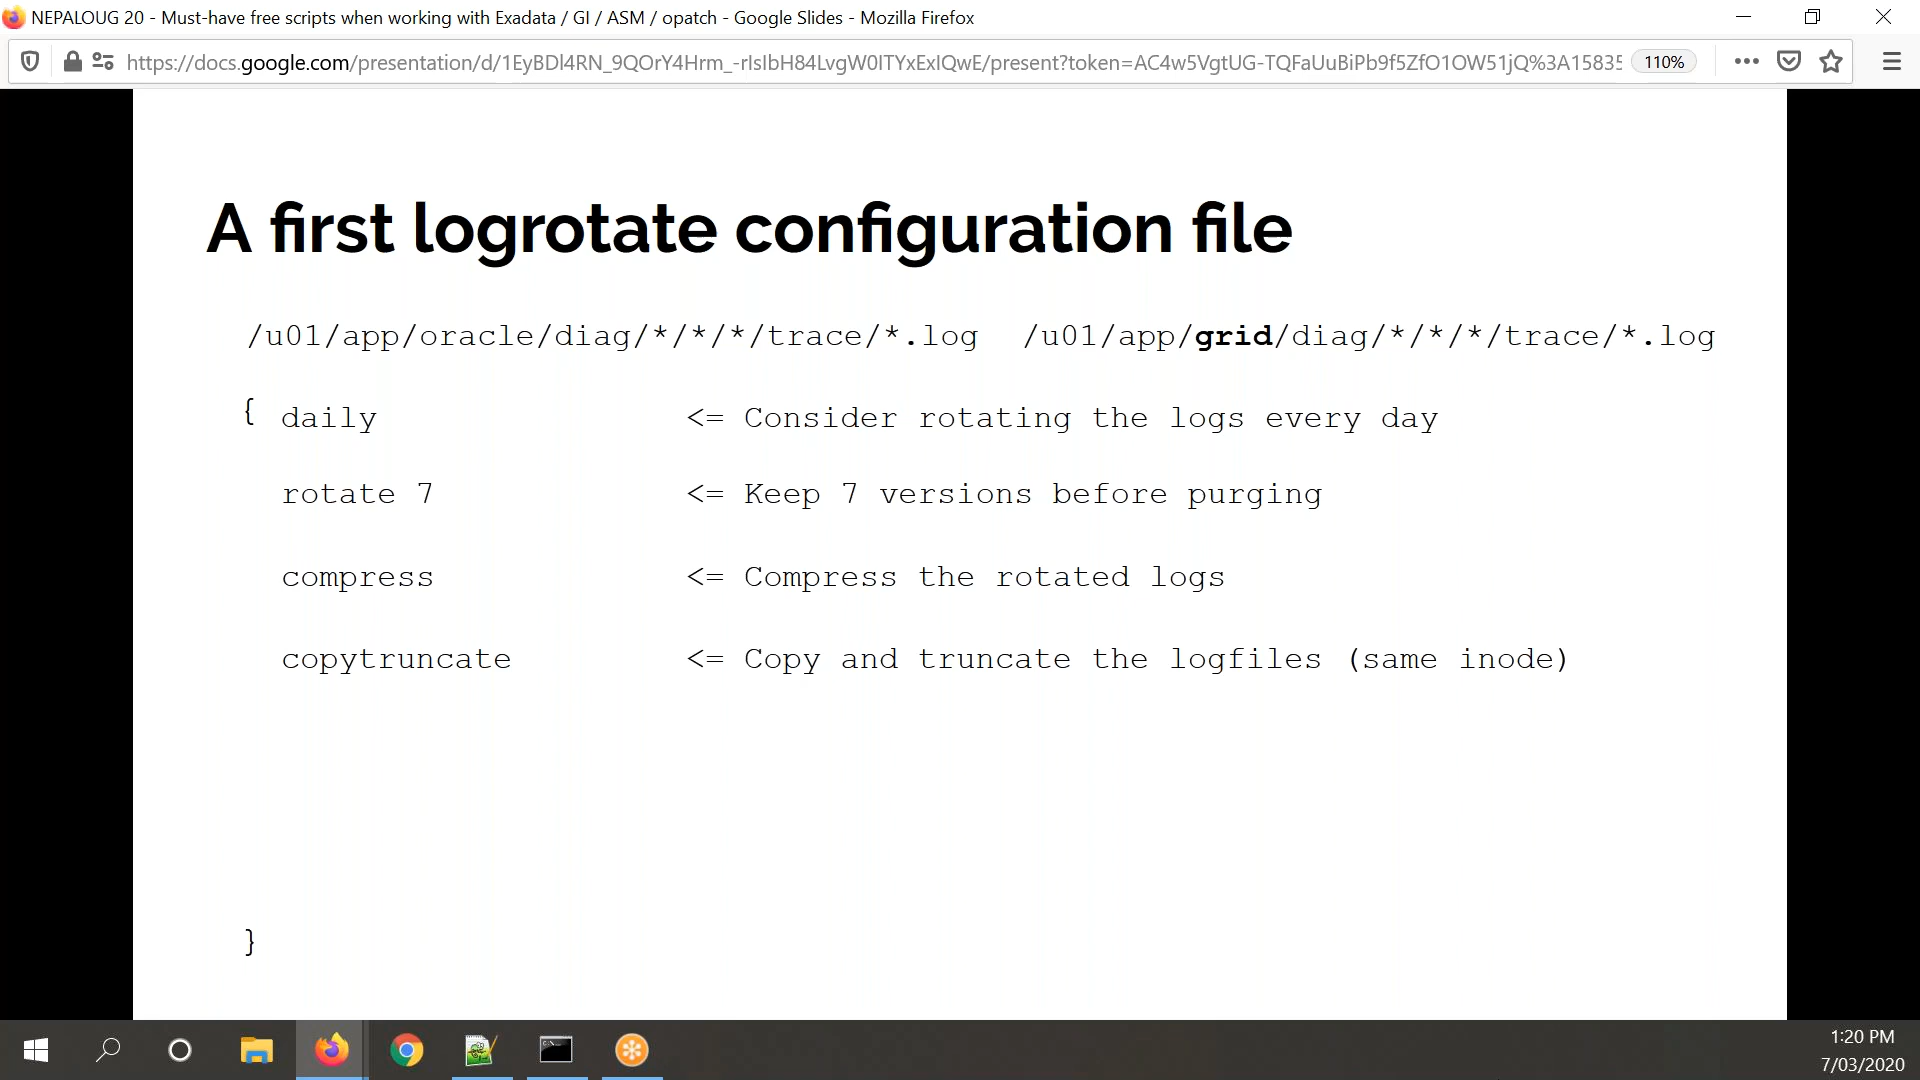 NEPALOUG 20 - Must-have free scripts when working with Exadata / GI / ASM / opatch - Google Slides - Mozilla Firefox
https://docs.google.com/presentation/d/1EyBDl4RN_9QOrY4Hrm_-rIsIbH84LvgW0ITYxExIQwE/present?token=AC4w5VgtUG-TQFaUuBiPb9f5ZfO1OW51jQ%3A15835 110%
A first logrotate configuration file
/u01/app/oracle/diag/*/*/*/trace/*.log /u01/app/grid/diag/*/*/*/trace/*.log
{ daily <= Consider rotating the logs every day
rotate 7 <= Keep 7 versions before purging
compress <= Compress the rotated logs
copytruncate <= Copy and truncate the logfiles (same inode)
}
1:20 PM
7/03/2020